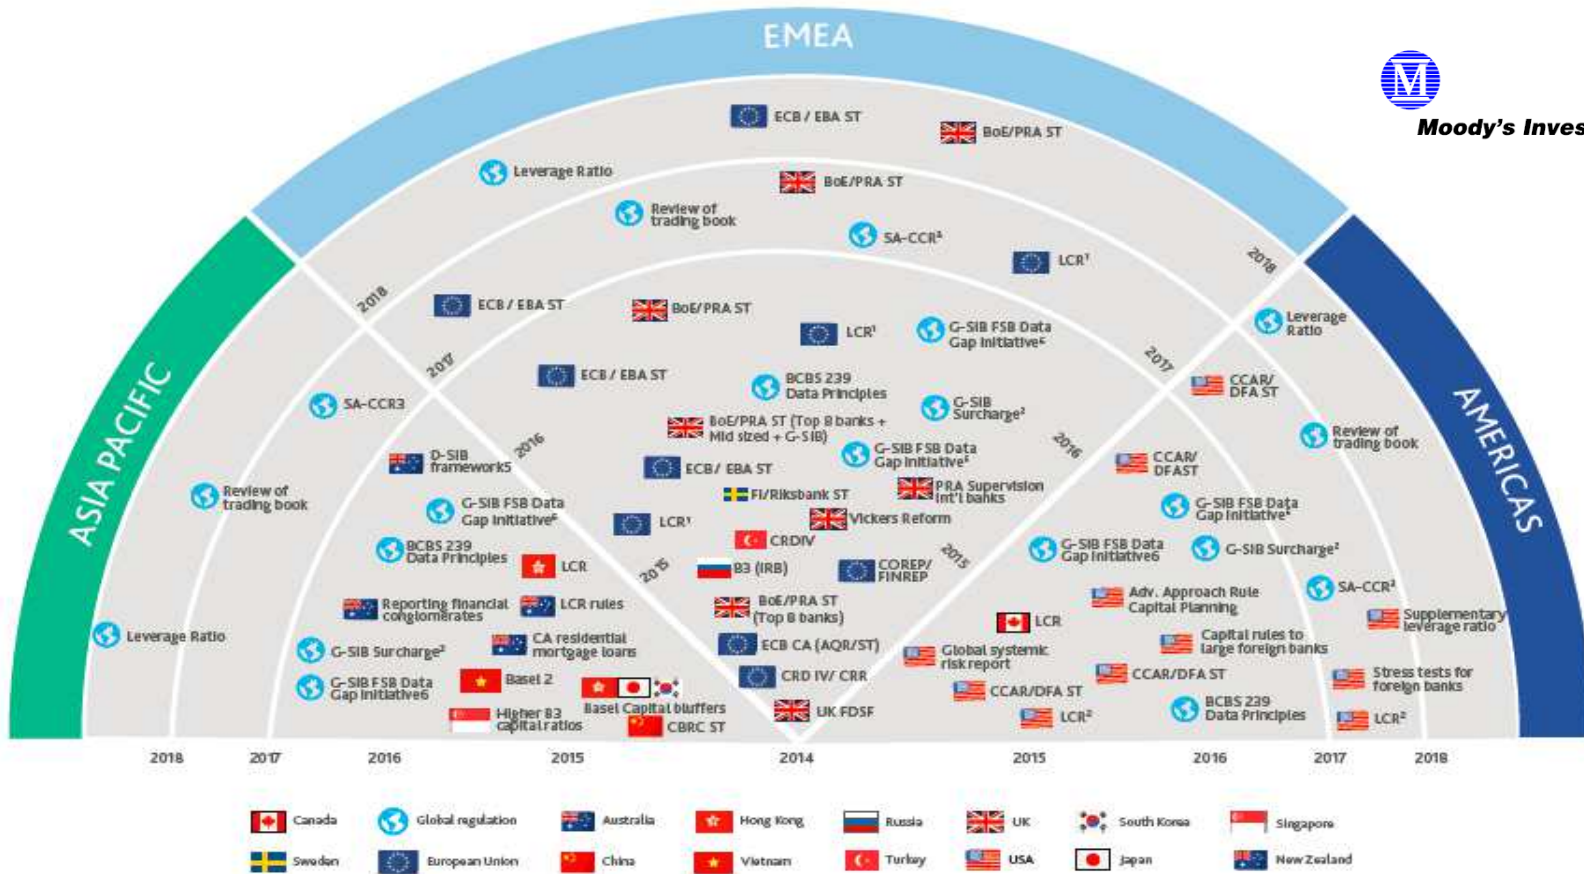 EMEA
Moody's Inves
ECB / EBA ST
BoE/PRA ST
Leverage Ratio
BoE/PRA ST
Review of
trading book
SA-CCR³
LCR¹
2018
2018
ECB / EBA ST
BoE/PRA ST
LCR¹
G-SIB FSB Data
Gap Initiative⁶
2017
2017
ECB / EBA ST
BCBS 239
Data Principles
G-SIB
Surcharge²
BoE/PRA ST (Top 8 banks +
Mid sized + G-SIB)
2016
2016
ECB / EBA ST
G-SIB FSB Data
Gap Initiative⁶
FI/Riksbank ST
PRA Supervision
Int'l banks
LCR¹
Vickers Reform
CRDIV
2015
2015
B3 (IRB)
COREP/
FINREP
BoE/PRA ST
(Top 8 banks)
ECB CA (AQR/ST)
CRD IV/ CRR
UK FDSF
ASIA PACIFIC
SA-CCR3
D-SIB
framework5
Review of
trading book
G-SIB FSB Data
Gap Initiative⁶
BCBS 239
Data Principles
LCR
Reporting financial
conglomerates
LCR rules
Leverage Ratio
G-SIB Surcharge²
CA residential
mortgage loans
G-SIB FSB Data
Gap Initiative6
Basel 2
Basel Capital bluffers
Higher B3
capital ratios
CBRC ST
AMERICAS
Leverage
Ratio
CCAR/
DFA ST
Review of
trading book
CCAR/
DFAST
G-SIB FSB Data
Gap Initiative⁶
G-SIB FSB Data
Gap Initiative6
G-SIB Surcharge²
SA-CCR²
Adv. Approach Rule
Capital Planning
Supplementary
leverage ratio
LCR
Capital rules to
large foreign banks
Global systemic
risk report
CCAR/DFA ST
Stress tests for
foreign banks
CCAR/DFA ST
BCBS 239
Data Principles
LCR²
LCR²
2018
2017
2016
2015
2014
2015
2016
2017
2018
Canada
Global regulation
Australia
Hong Kong
Russia
UK
South Korea
Singapore
Sweden
European Union
China
Vietnam
Turkey
USA
Japan
New Zealand